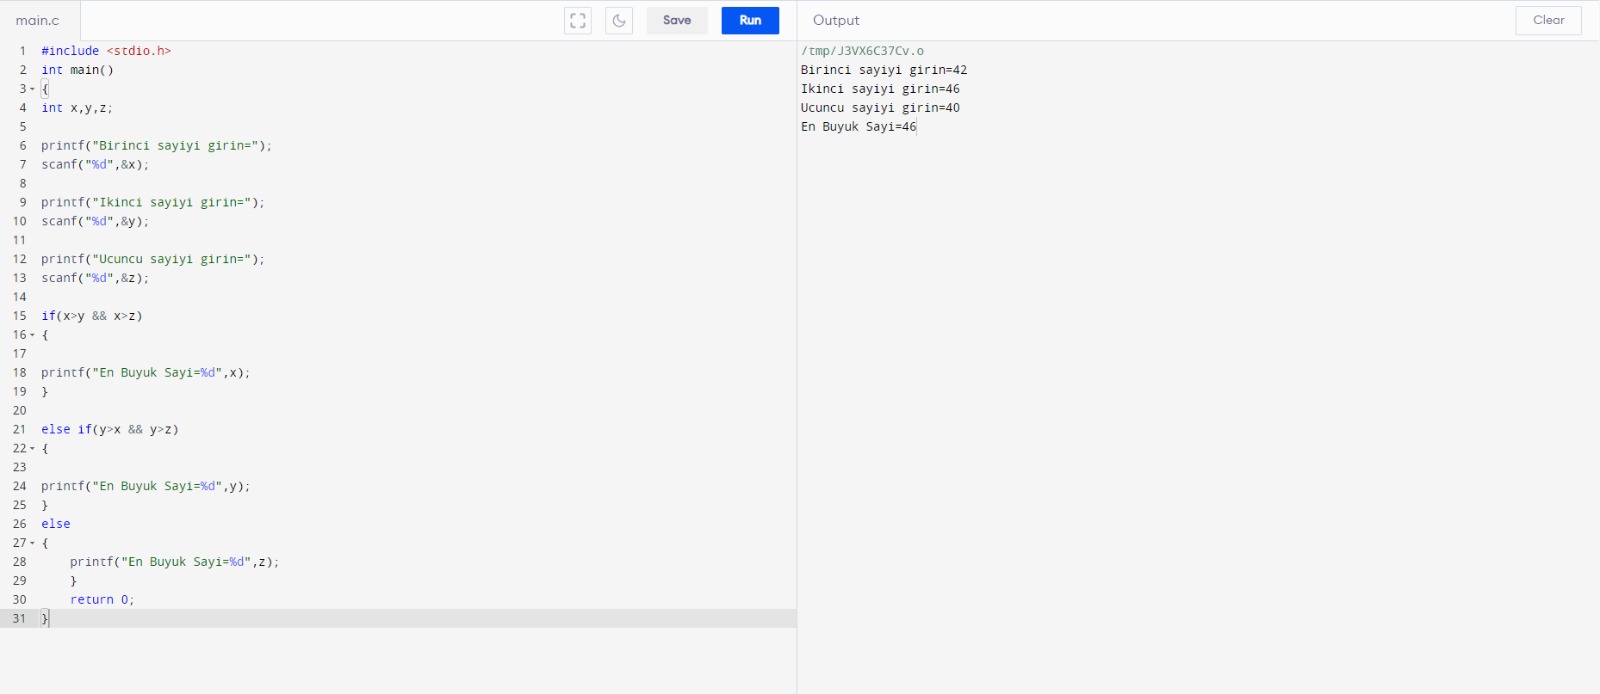 main.c
Save
Run
Output
Clear
1 #include <stdio.h>
2 int main()
3 {
4 int x,y,z;
5
6 printf("Birinci sayiyi girin=");
7 scanf("%d",&x);
8
9 printf("Ikinci sayiyi girin=");
10 scanf("%d",&y);
11
12 printf("Ucuncu sayiyi girin=");
13 scanf("%d",&z);
14
15 if(x>y && x>z)
16 {
17
18 printf("En Buyuk Sayi=%d",x);
19 }
20
21 else if(y>x && y>z)
22 {
23
24 printf("En Buyuk Sayi=%d",y);
25 }
26 else
27 {
28     printf("En Buyuk Sayi=%d",z);
29     }
30     return 0;
31 }
/tmp/J3VX6C37Cv.o
Birinci sayiyi girin=42
Ikinci sayiyi girin=46
Ucuncu sayiyi girin=40
En Buyuk Sayi=46